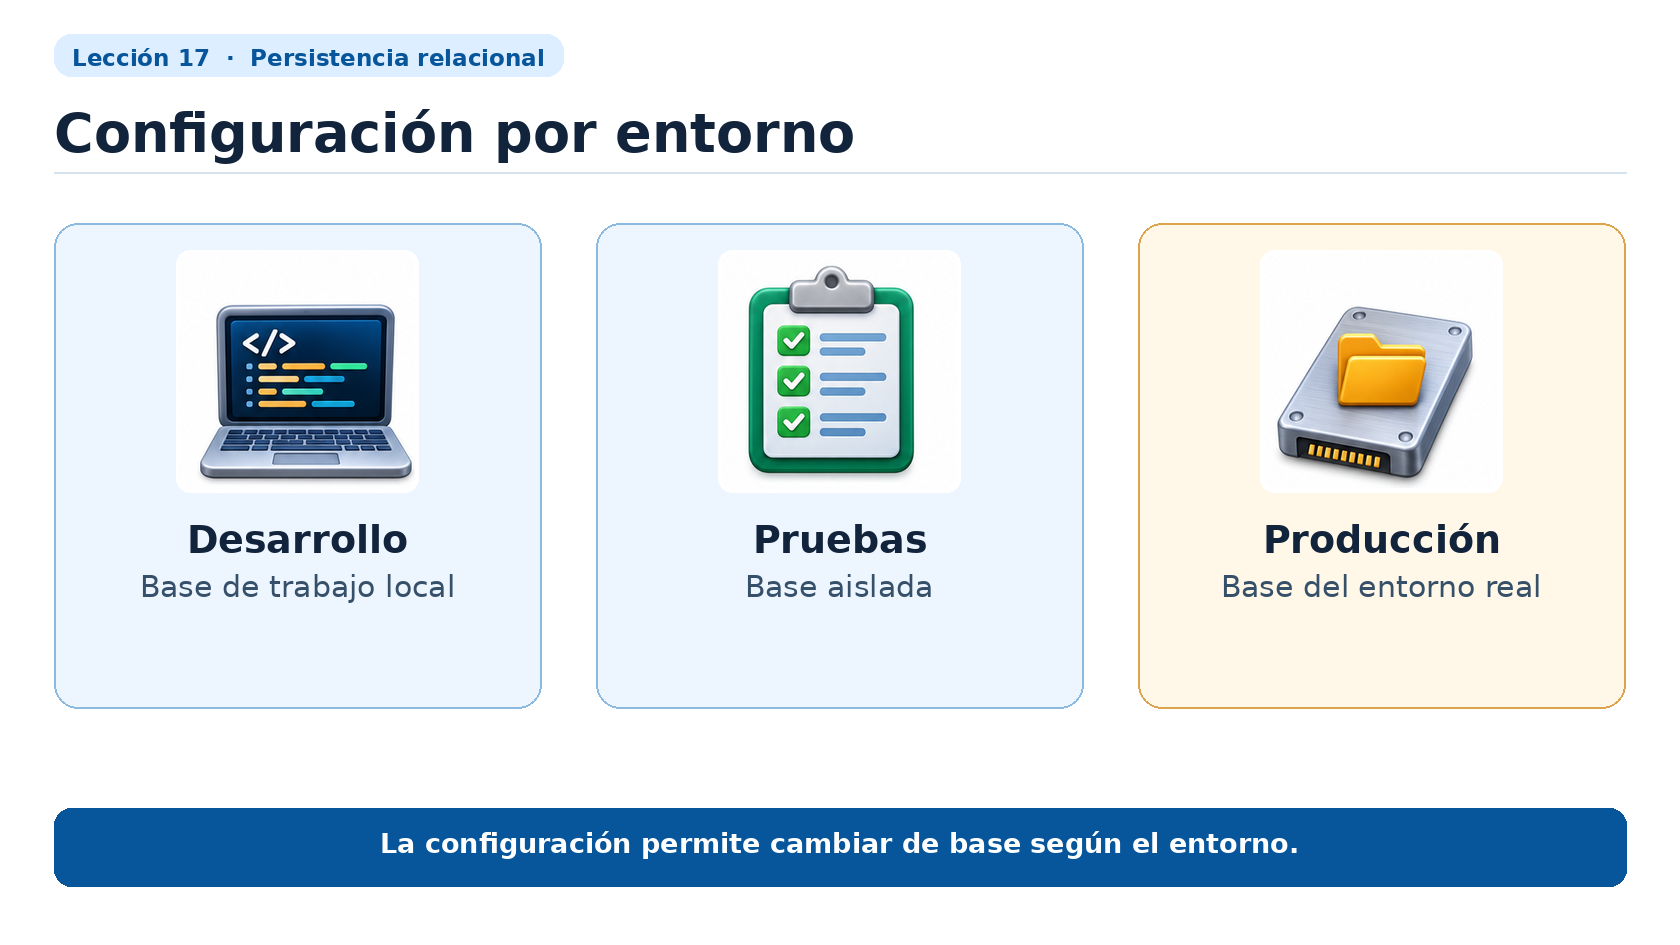 Lección 17 · Persistencia relacional
Configuración por entorno
</>
Desarrollo
Base de trabajo local
Pruebas
Base aislada
Producción
Base del entorno real
La configuración permite cambiar de base según el entorno.